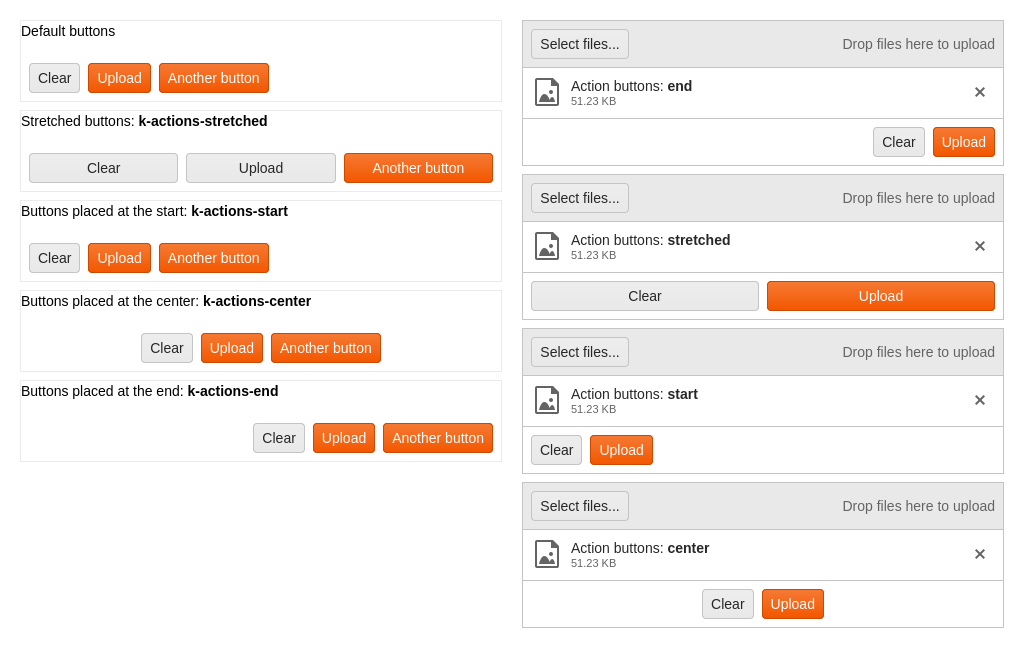 Default buttons
Clear Upload Another button
Stretched buttons: k-actions-stretched
Clear Upload Another button
Buttons placed at the start: k-actions-start
Clear Upload Another button
Buttons placed at the center: k-actions-center
Clear Upload Another button
Buttons placed at the end: k-actions-end
Clear Upload Another button
Select files... Drop files here to upload
Action buttons: end
51.23 KB
Clear Upload
Select files... Drop files here to upload
Action buttons: stretched
51.23 KB
Clear Upload
Select files... Drop files here to upload
Action buttons: start
51.23 KB
Clear Upload
Select files... Drop files here to upload
Action buttons: center
51.23 KB
Clear Upload